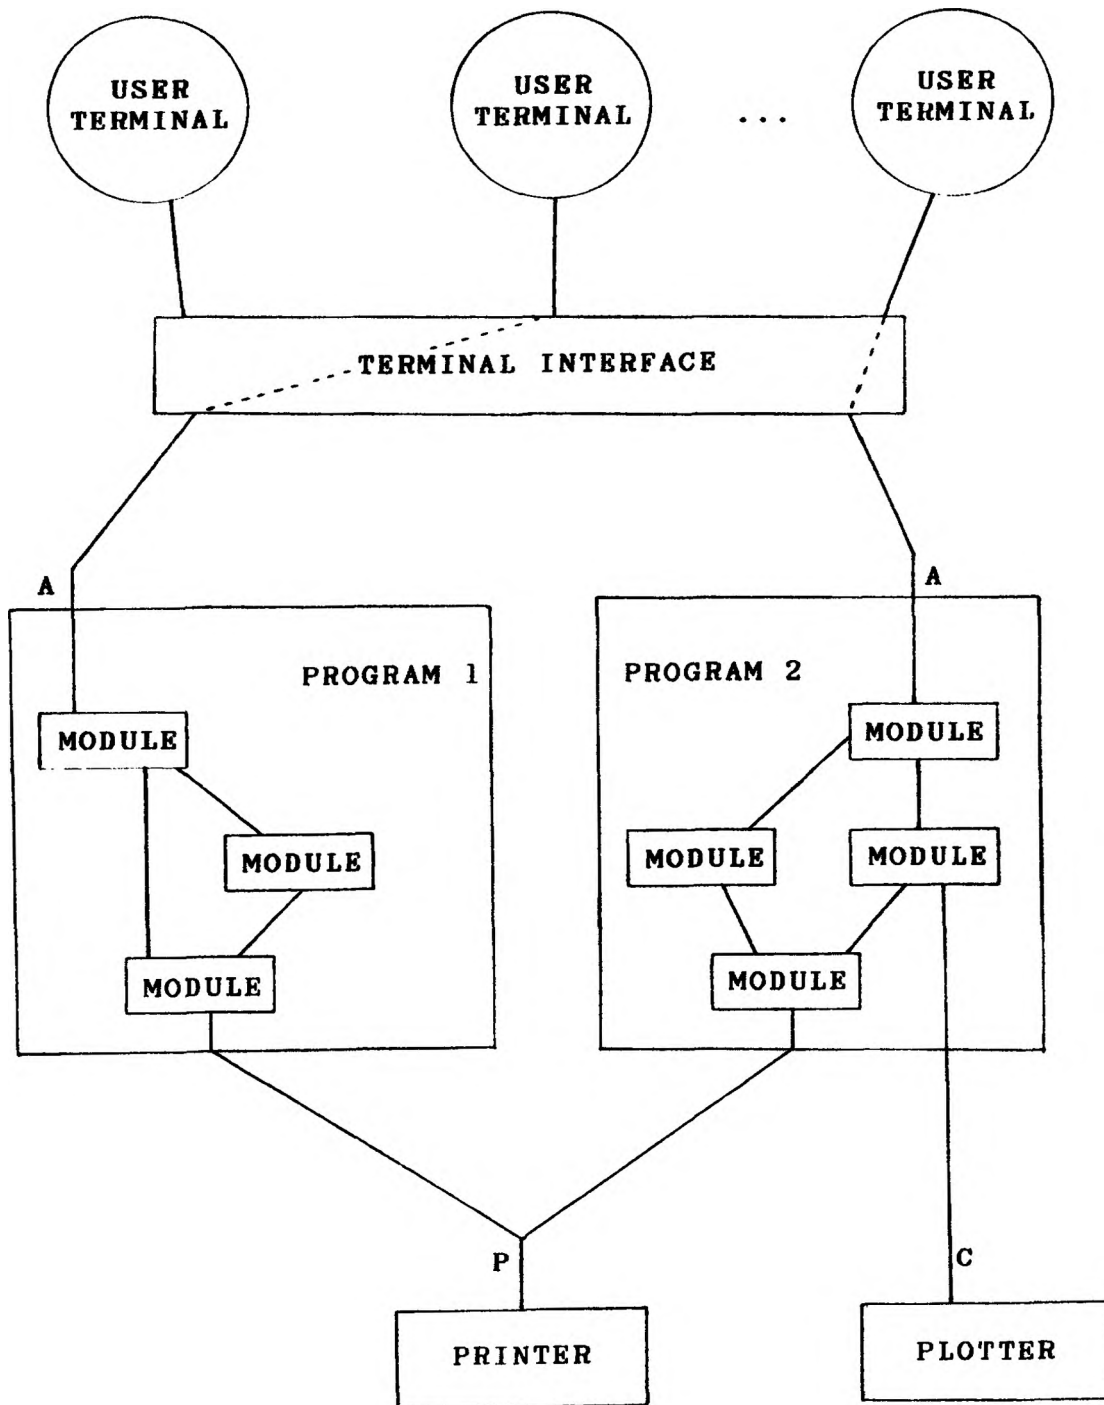 USER
TERMINAL
USER
TERMINAL
...
USER
TERMINAL
TERMINAL INTERFACE
A
A
PROGRAM 1
PROGRAM 2
MODULE
MODULE
MODULE
MODULE
MODULE
MODULE
MODULE
P
C
PRINTER
PLOTTER